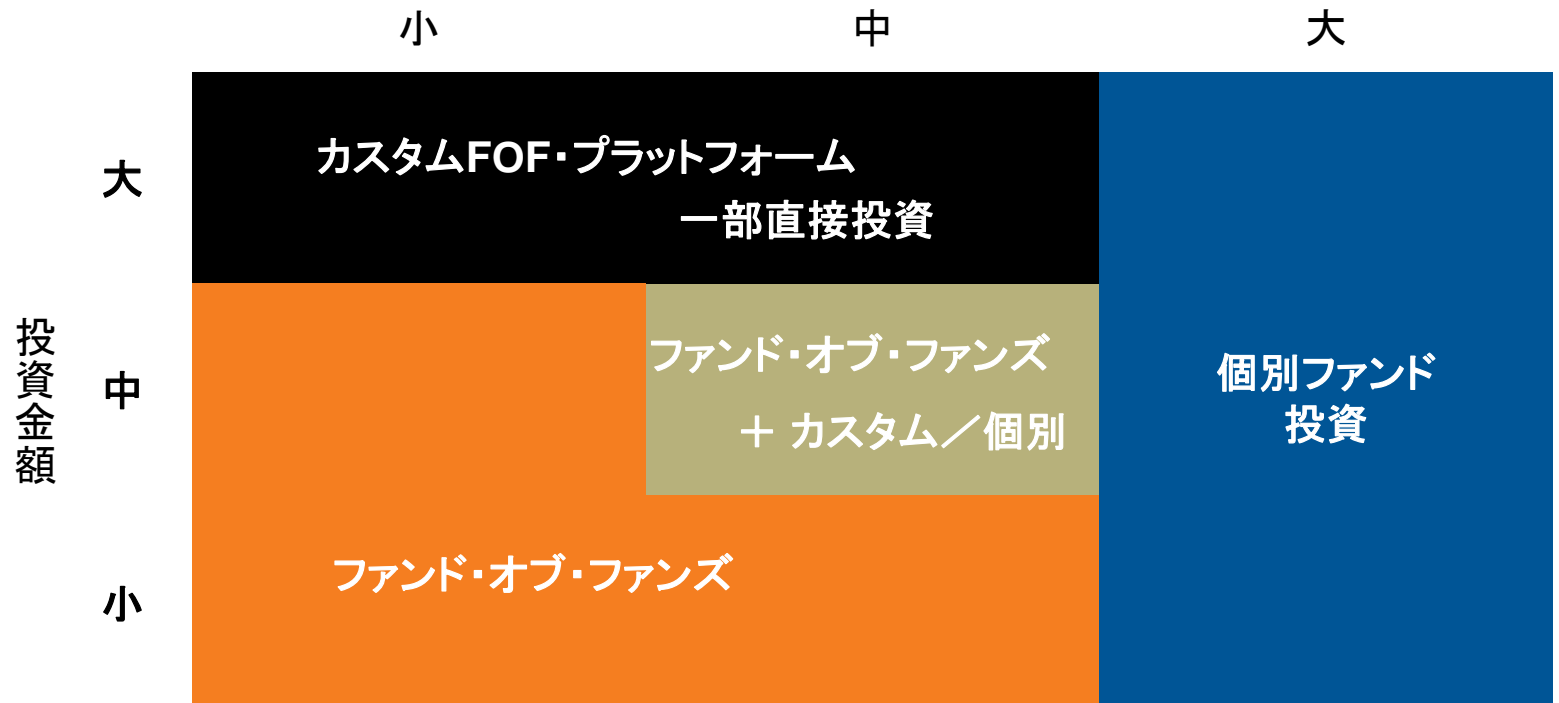 小 中 大
大
カスタムFOF・プラットフォーム
一部直接投資
投資金額
中
ファンド・オブ・ファンズ
＋ カスタム／個別
個別ファンド
投資
小
ファンド・オブ・ファンズ